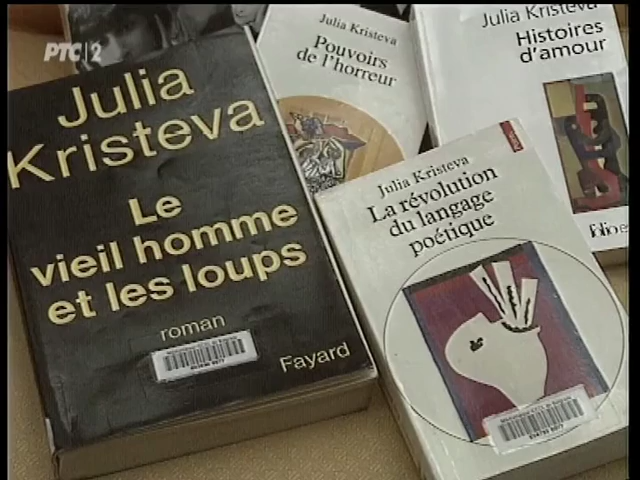 РТС 2
Julia
Kristeva
Le
vieil homme
et les loups
roman
Fayard
Julia Kristeva
Pouvoirs
de l'horreur
Julia Kristeva
Histoires
d'amour
Julia Kristeva
La révolution
du langage
poétique